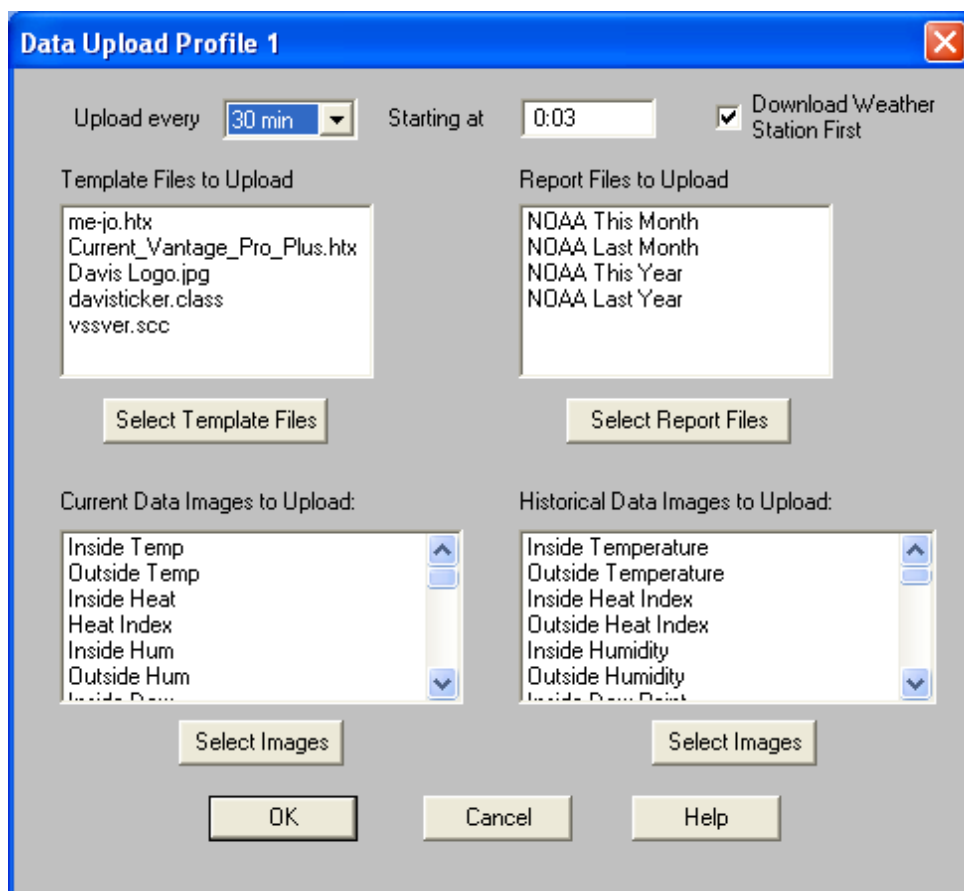 Data Upload Profile 1
Upload every 30 min Starting at 0:03 Download Weather
Station First
Template Files to Upload
me-jo.htx
Current_Vantage_Pro_Plus.htx
Davis Logo.jpg
davisticker.class
vssver.scc
Select Template Files
Report Files to Upload
NOAA This Month
NOAA Last Month
NOAA This Year
NOAA Last Year
Select Report Files
Current Data Images to Upload:
Inside Temp
Outside Temp
Inside Heat
Heat Index
Inside Hum
Outside Hum
Inside Dew
Select Images
Historical Data Images to Upload:
Inside Temperature
Outside Temperature
Inside Heat Index
Outside Heat Index
Inside Humidity
Outside Humidity
Inside Dew Point
Select Images
OK Cancel Help